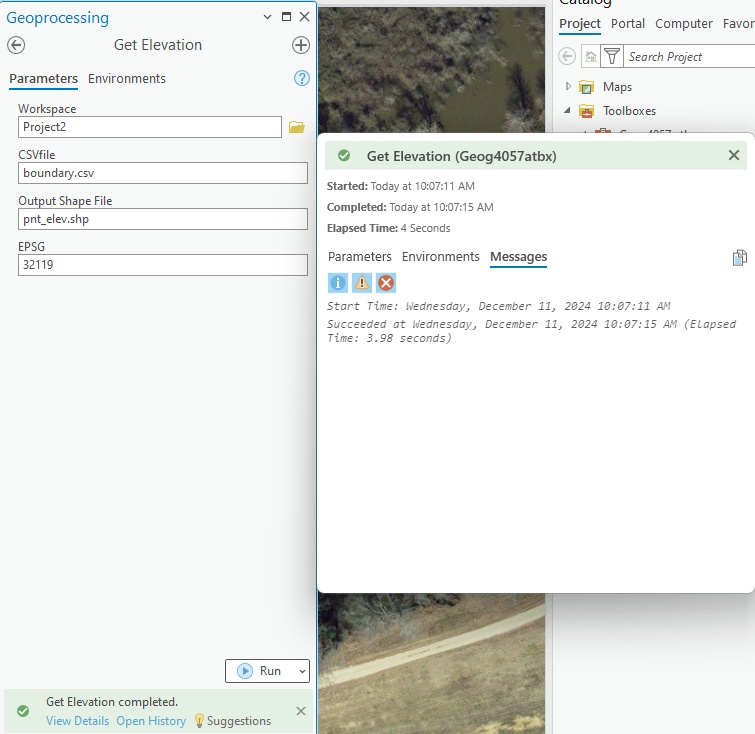 Geoprocessing
Get Elevation
Parameters Environments
Workspace
Project2
CSVfile
boundary.csv
Output Shape File
pnt_elev.shp
EPSG
32119
Run
Get Elevation completed.
View Details Open History Suggestions
Get Elevation (Geog4057atbx)
Started: Today at 10:07:11 AM
Completed: Today at 10:07:15 AM
Elapsed Time: 4 Seconds
Parameters Environments Messages
Start Time: Wednesday, December 11, 2024 10:07:11 AM
Succeeded at Wednesday, December 11, 2024 10:07:15 AM (Elapsed
Time: 3.98 seconds)
Catalog
Project Portal Computer Favor
Search Project
Maps
Toolboxes